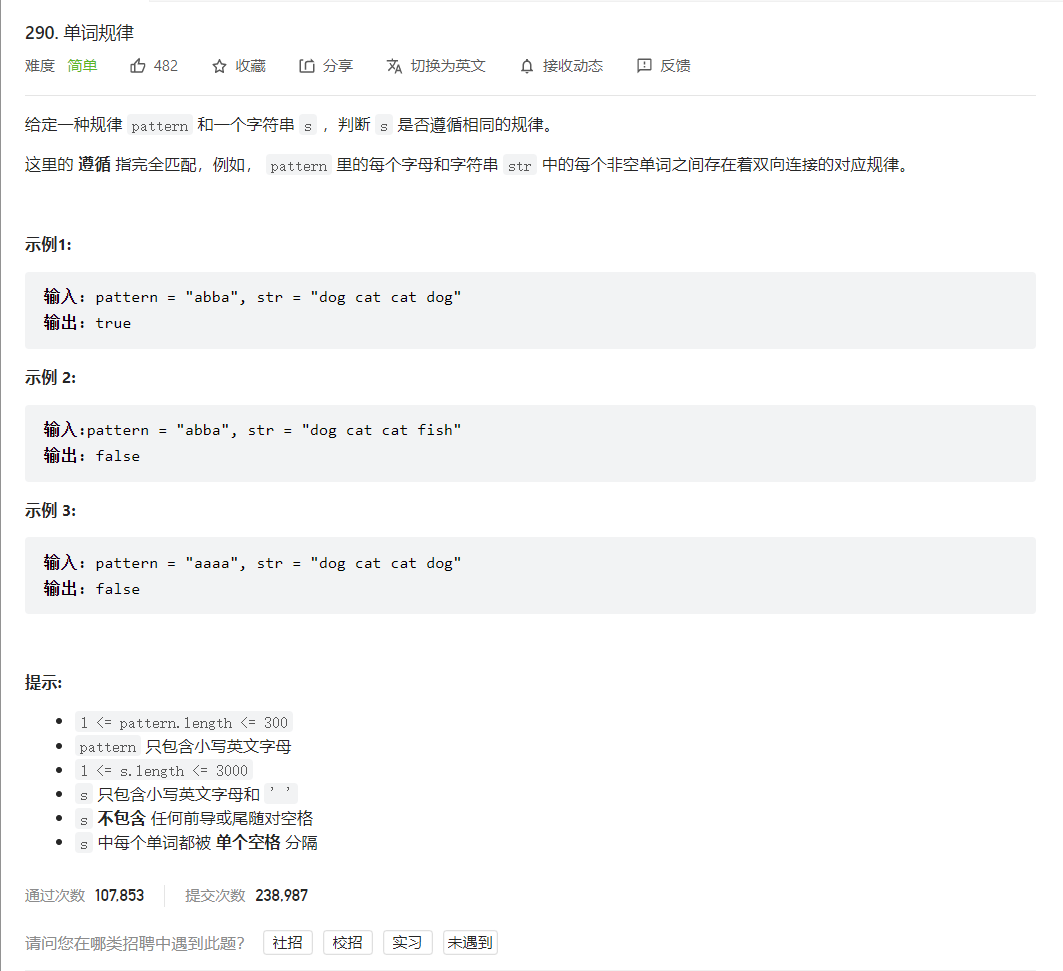 290. 单词规律
难度 简单 482 收藏 分享 切换为英文 接收动态 反馈
给定一种规律 pattern 和一个字符串 s ，判断 s 是否遵循相同的规律。
这里的 遵循 指完全匹配，例如， pattern 里的每个字母和字符串 str 中的每个非空单词之间存在着双向连接的对应规律。
示例1:
输入: pattern = "abba", str = "dog cat cat dog"
输出: true
示例 2:
输入:pattern = "abba", str = "dog cat cat fish"
输出: false
示例 3:
输入: pattern = "aaaa", str = "dog cat cat dog"
输出: false
提示:
1 <= pattern.length <= 300
pattern 只包含小写英文字母
1 <= s.length <= 3000
s 只包含小写英文字母和 ' '
s 不包含 任何前导或尾随对空格
s 中每个单词都被 单个空格 分隔
通过次数 107,853 提交次数 238,987
请问您在哪类招聘中遇到此题？ 社招 校招 实习 未遇到